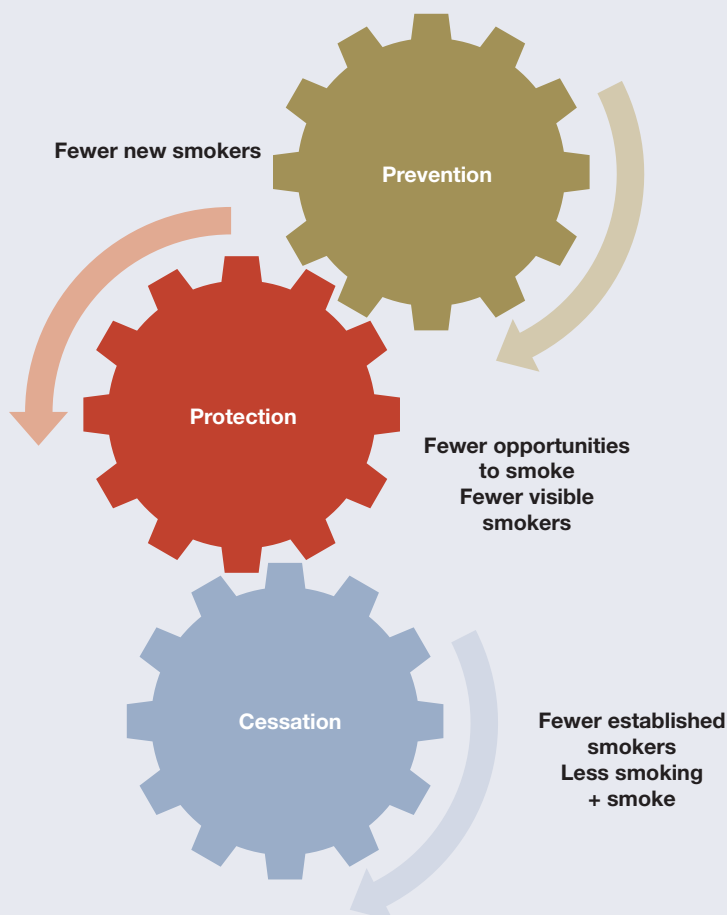 Fewer new smokers
Prevention
Protection
Fewer opportunities
to smoke
Fewer visible
smokers
Cessation
Fewer established
smokers
Less smoking
+ smoke